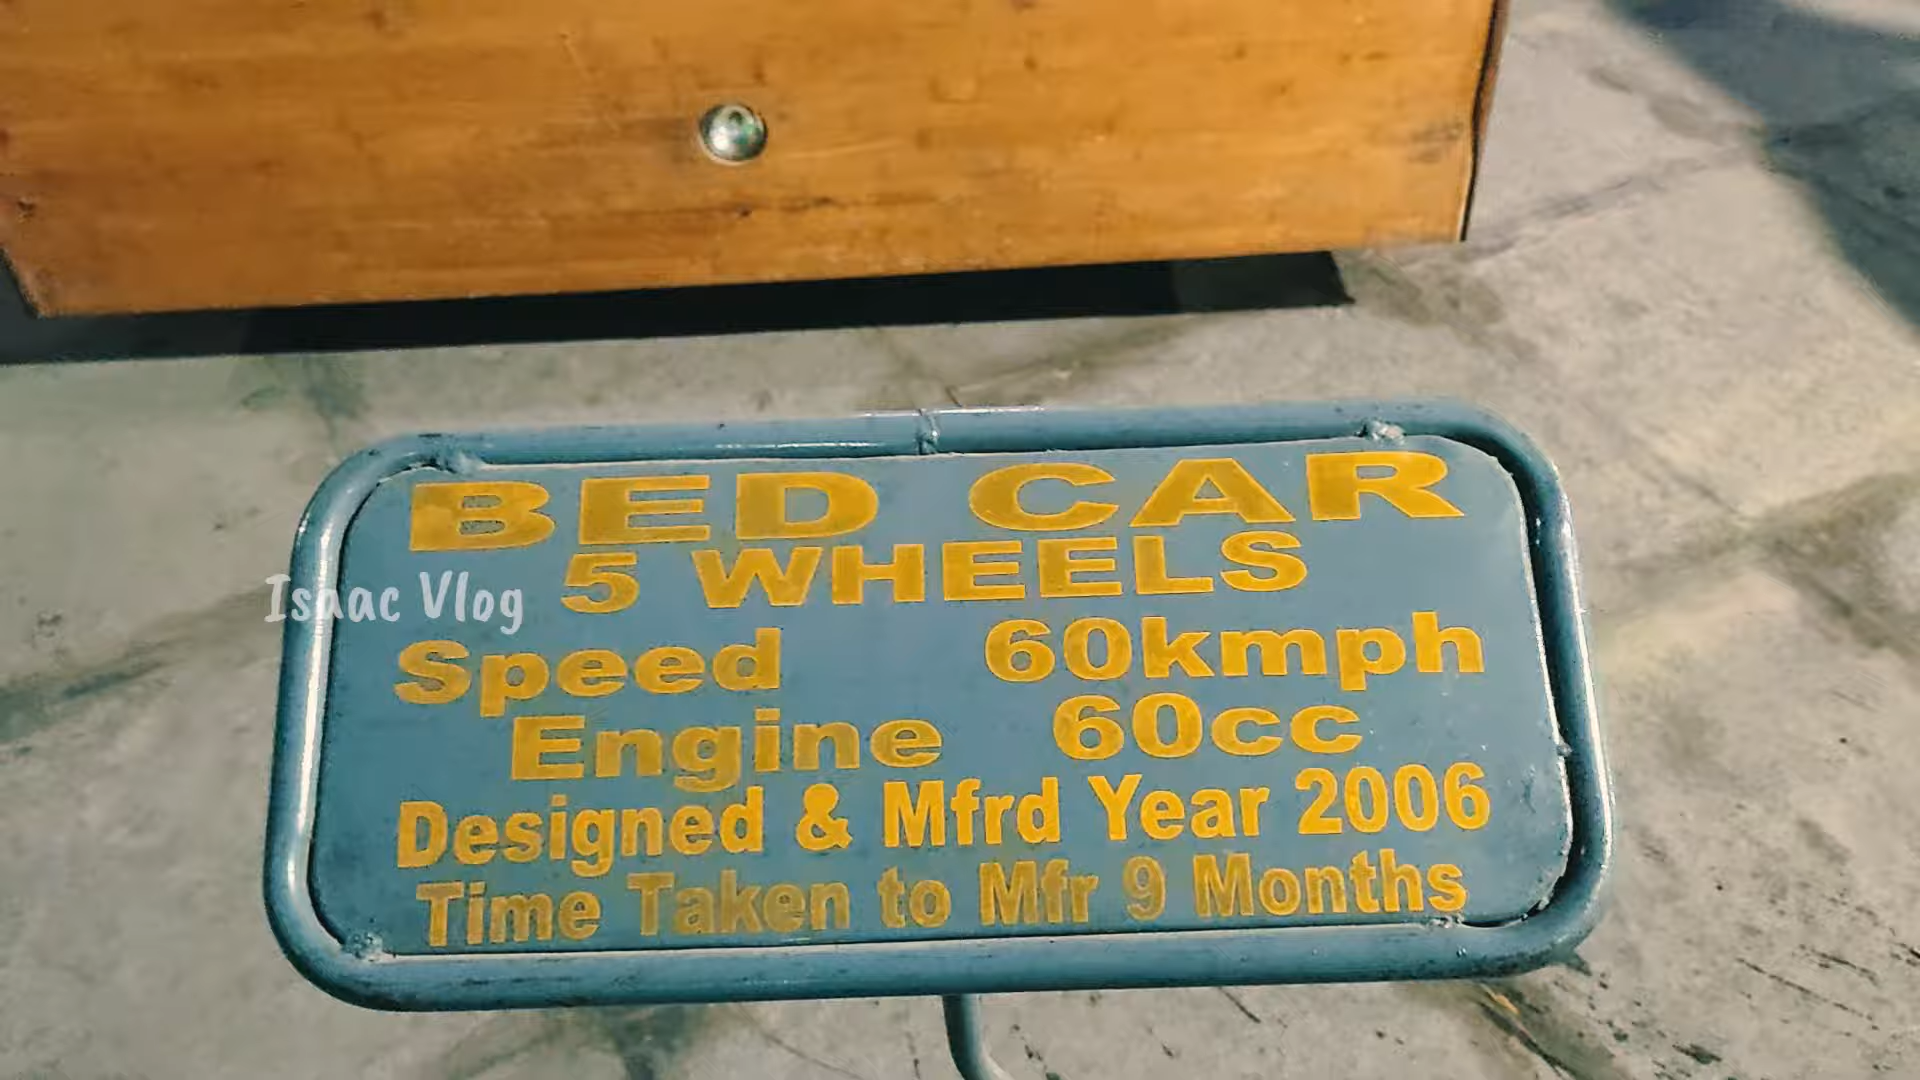 BED CAR
5 WHEELS
Isaac Vlog
Speed 60kmph
Engine 60cc
Designed & Mfrd Year 2006
Time Taken to Mfr 9 Months